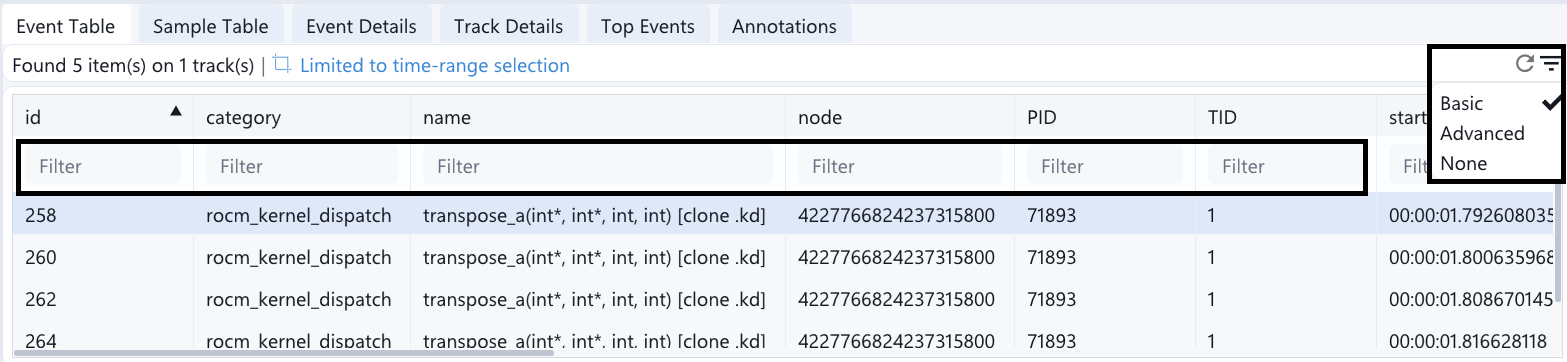 Event Table Sample Table Event Details Track Details Top Events Annotations
Found 5 item(s) on 1 track(s) | Limited to time-range selection
Basic
Advanced
None
id category name node PID TID start
Filter Filter Filter Filter Filter Filter Filt
258 rocm_kernel_dispatch transpose_a(int*, int*, int, int) [clone .kd] 4227766824237315800 71893 1 00:00:01.792608035
260 rocm_kernel_dispatch transpose_a(int*, int*, int, int) [clone .kd] 4227766824237315800 71893 1 00:00:01.800635968
262 rocm_kernel_dispatch transpose_a(int*, int*, int, int) [clone .kd] 4227766824237315800 71893 1 00:00:01.808670145
264 rocm_kernel_dispatch transpose_a(int*, int*, int, int) [clone .kd] 4227766824237315800 71893 1 00:00:01.816628118